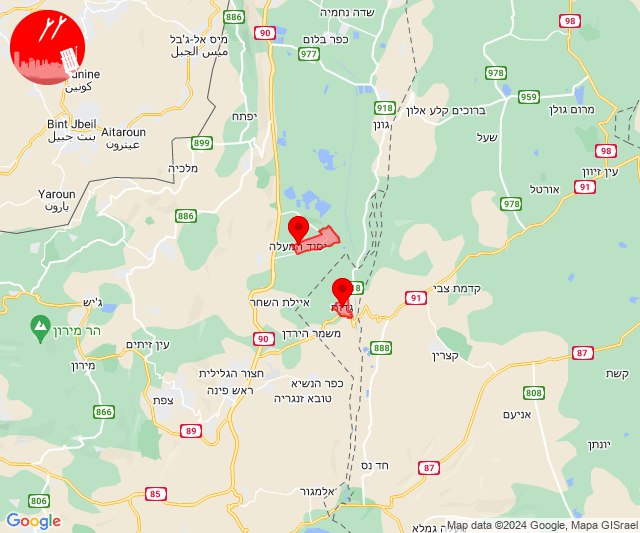 שדה נחמיה
98
886
90
מיס אל-ג'בל
ميس الجبل
כפר בלום
977
978
כונין
959
918
ברוכים קלע אלון
מרום גולן
גונן
יפתח
Bint Jbeil
בنت جبيل
Aitaroun
عيترون
899
שעל
98
מלכיה
עין זיוון
91
Yaroun
يارون
886
אורטל
978
יסוד המעלה
91
קדמת צבי
איילת השחר
ג'יש
הר מירון
משמר הירדן
90
888
עין זיתים
87
קצרין
מירון
חצור הגלילית
קשת
ראש פינה
כפר הנשיא
טובא זנגריה
צפת
808
866
אניעם
89
יונתן
חד נס
87
85
אלמגור
806
Google
Map data ©2024 Google, Mapa GISrael